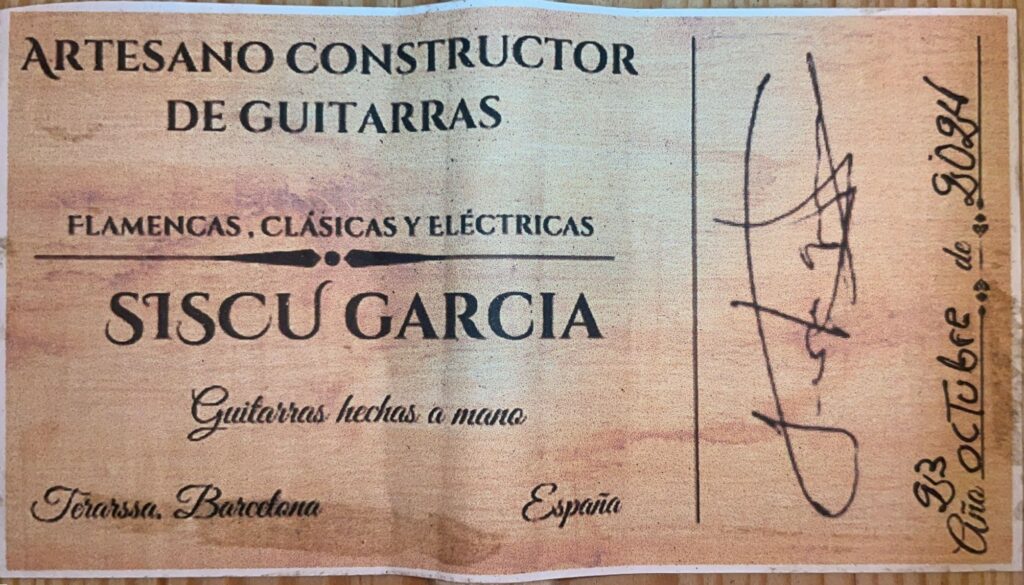 ARTESANO CONSTRUCTOR
DE GUITARRAS
FLAMENCAS, CLÁSICAS Y ELÉCTRICAS
SISCU GARCIA
Guitarras hechas a mano
Terarssa, Barcelona
España
Año OCTUBRE de 2024